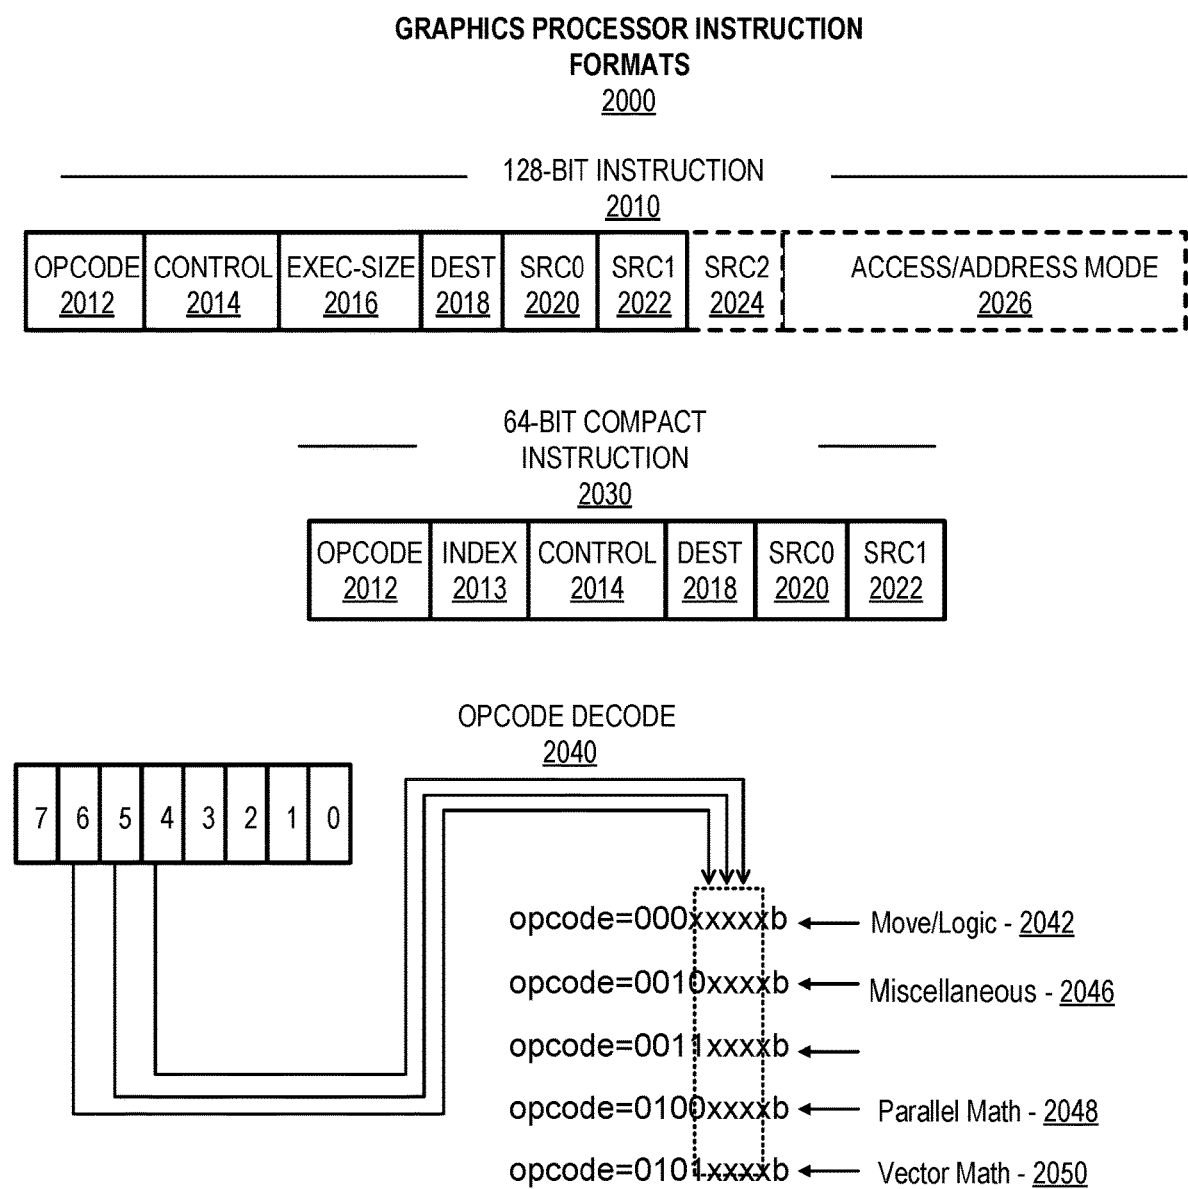 GRAPHICS PROCESSOR INSTRUCTION
FORMATS
2000
128-BIT INSTRUCTION
2010
OPCODE CONTROL EXEC-SIZE DEST SRC0 SRC1 SRC2 ACCESS/ADDRESS MODE
2012 2014 2016 2018 2020 2022 2024 2026
64-BIT COMPACT
INSTRUCTION
2030
OPCODE INDEX CONTROL DEST SRC0 SRC1
2012 2013 2014 2018 2020 2022
OPCODE DECODE
2040
7 6 5 4 3 2 1 0
opcode=000xxxxxb Move/Logic - 2042
opcode=0010xxxxb Miscellaneous - 2046
opcode=0011xxxxb
opcode=0100xxxxb Parallel Math - 2048
opcode=0101xxxxb Vector Math - 2050